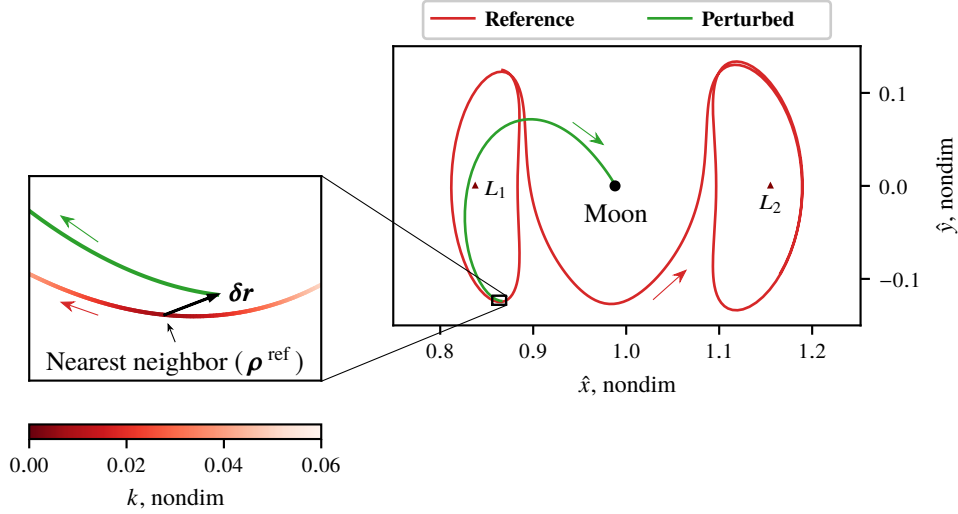 Reference Perturbed
0.1
0.0
−0.1
ŷ, nondim
L₁
L₂
Moon
0.8 0.9 1.0 1.1 1.2
x̂, nondim
δr
Nearest neighbor (ρ ref)
0.00 0.02 0.04 0.06
k, nondim